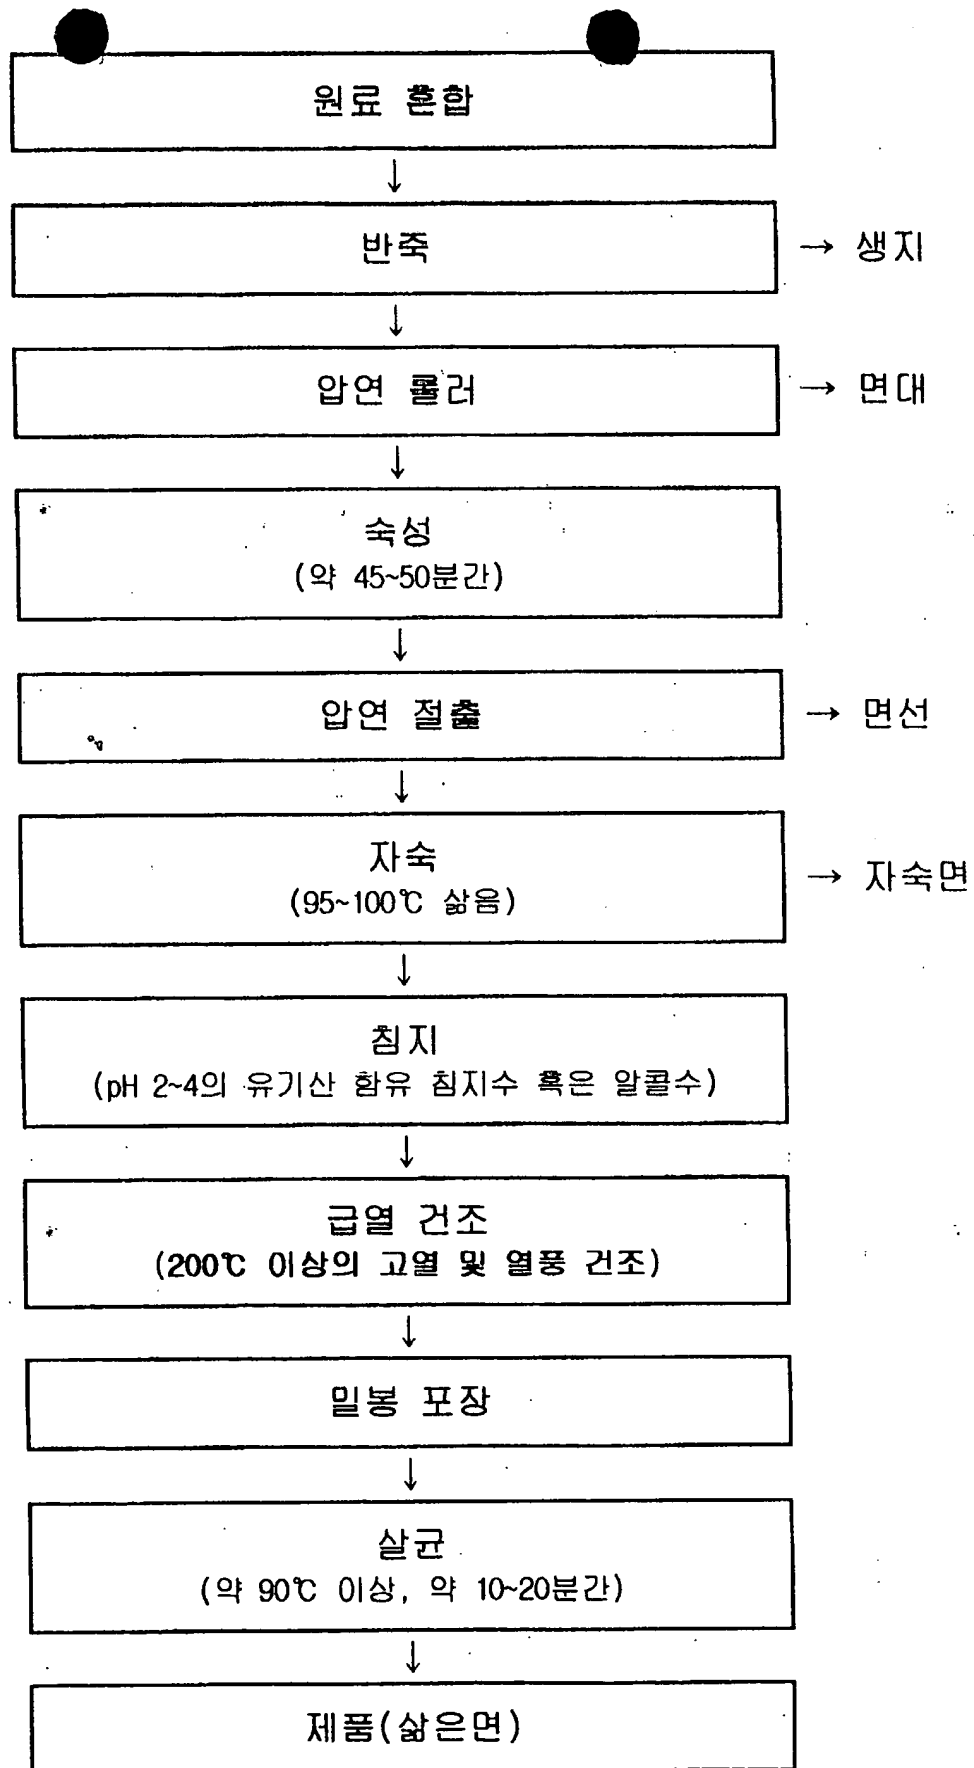 원료 혼합
↓
반죽 → 생지
↓
압연 롤러 → 면대
↓
숙성
(약 45~50분간)
↓
압연 절출 → 면선
↓
자숙
(95~100℃ 삶음) → 자숙면
↓
침지
(pH 2~4의 유기산 함유 침지수 혹은 알콜수)
↓
급열 건조
(200℃ 이상의 고열 및 열풍 건조)
↓
밀봉 포장
↓
살균
(약 90℃ 이상, 약 10~20분간)
↓
제품(삶은면)